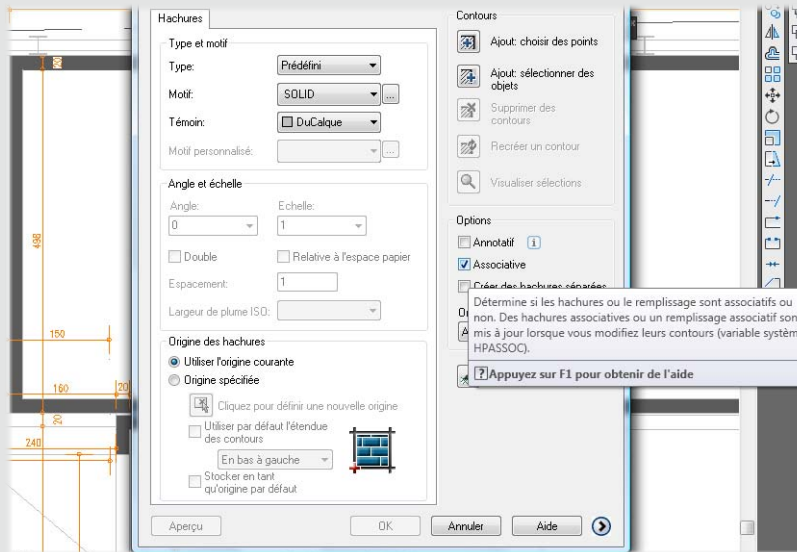 Hachures
Type et motif
Type:
Prédéfini
Motif:
SOLID
...
Témoin:
DuCalque
Motif personnalisé:
...
Angle et échelle
Angle:
Echelle:
0
1
Double
Relative à l'espace papier
Espacement:
1
Largeur de plume ISO:
Origine des hachures
Utiliser l'origine courante
Origine spécifiée
Cliquez pour définir une nouvelle origine
Utiliser par défaut l'étendue
des contours
En bas à gauche
Stocker en tant
qu'origine par défaut
Contours
Ajout: choisir des points
Ajout: sélectionner des
objets
Supprimer des
contours
Recréer un contour
Visualiser sélections
Options
Annotatif
Associative
Créer des hachures séparées
Détermine si les hachures ou le remplissage sont associatifs ou
non. Des hachures associatives ou un remplissage associatif son
mis à jour lorsque vous modifiez leurs contours (variable systèm
HPASSOC).
Appuyez sur F1 pour obtenir de l'aide
Aperçu
OK
Annuler
Aide
498
150
160
20
20
240